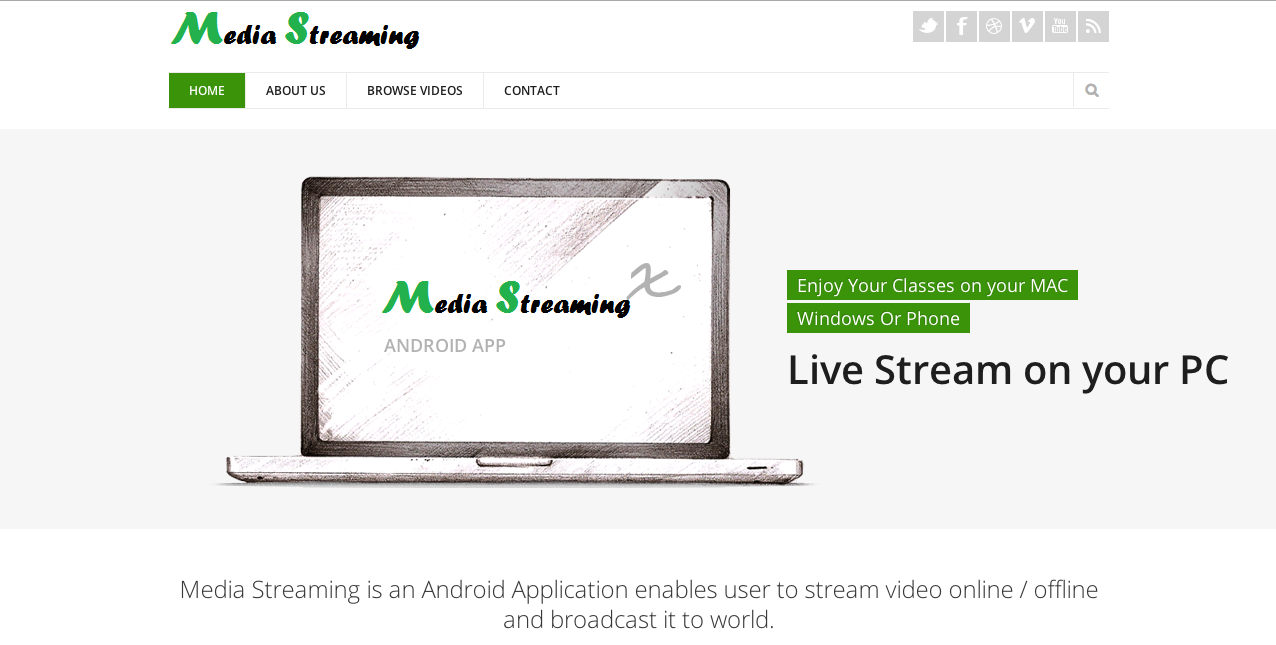 Media Streaming
You
Tube
HOME ABOUT US BROWSE VIDEOS CONTACT
Media Streaming x
ANDROID APP
Enjoy Your Classes on your MAC
Windows Or Phone
Live Stream on your PC
Media Streaming is an Android Application enables user to stream video online / offline
and broadcast it to world.